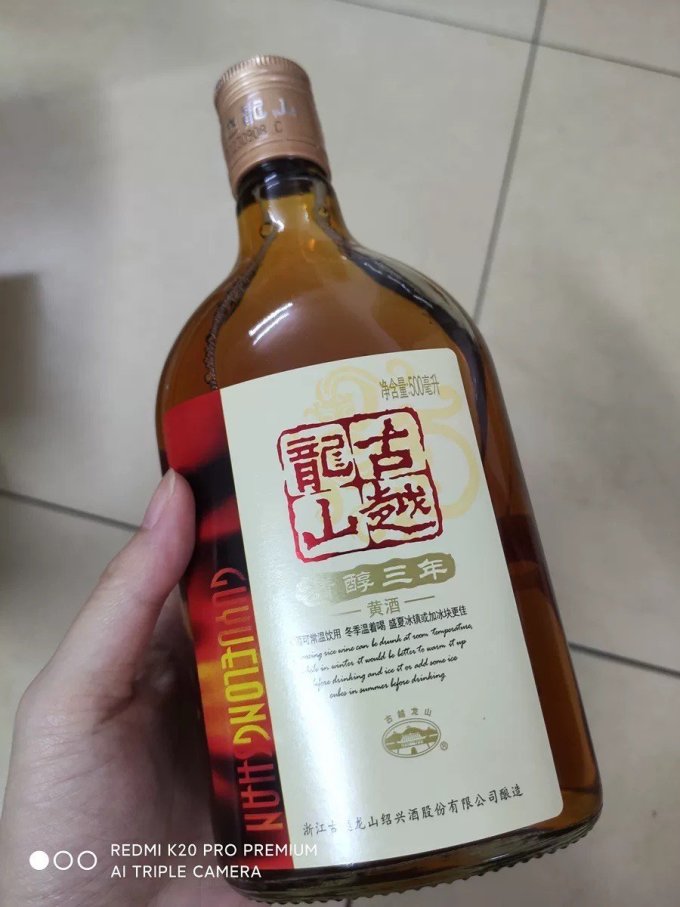 龍山
净含量:500毫升
古越龍山
醇三年
黄酒
可常温饮用 冬季温着喝 盛夏冰镇或加冰块更佳
rice wine can be drunk at room temperature,
in winter it would be better to warm it up
before drinking and ice it or add some ice
cubes in summer before drinking.
古越龙山
®
浙江古越龙山绍兴酒股份有限公司酿造
GUYUELONG
SHAN
REDMI K20 PRO PREMIUM
AI TRIPLE CAMERA